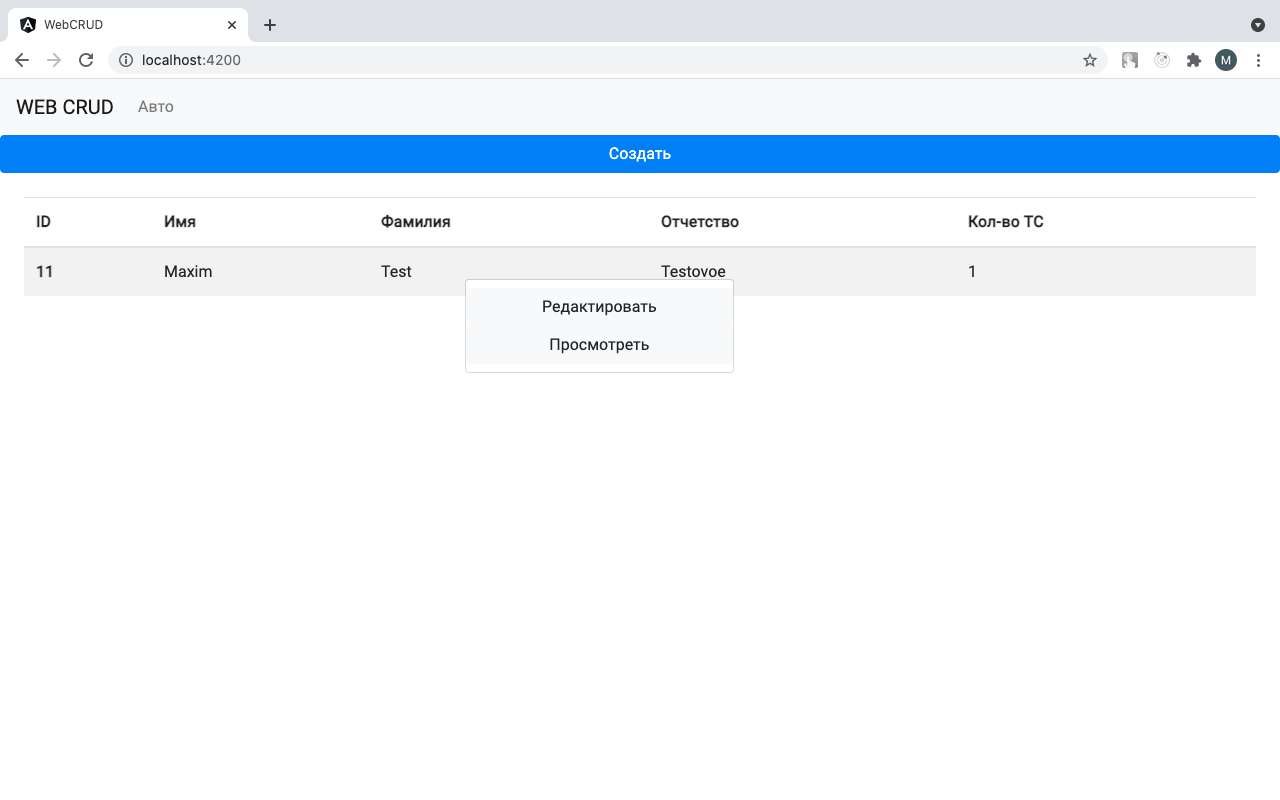 WebCRUD
localhost:4200
M
WEB CRUD Авто
Создать
ID Имя Фамилия Отчетство Кол-во ТС
11 Maxim Test Testovoe 1
Редактировать
Просмотреть